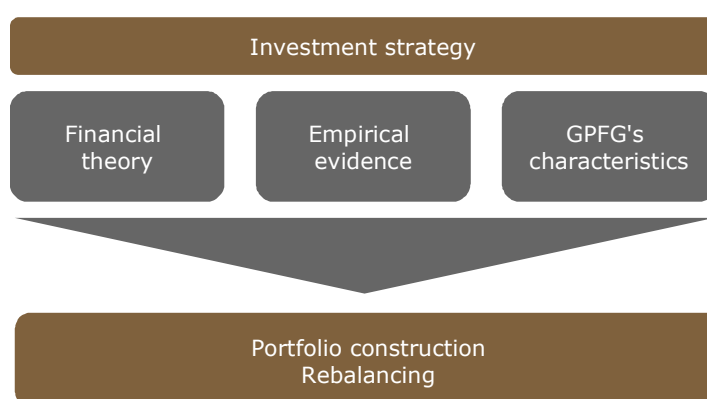 Investment strategy
Financial
theory
Empirical
evidence
GPFG's
characteristics
Portfolio construction
Rebalancing